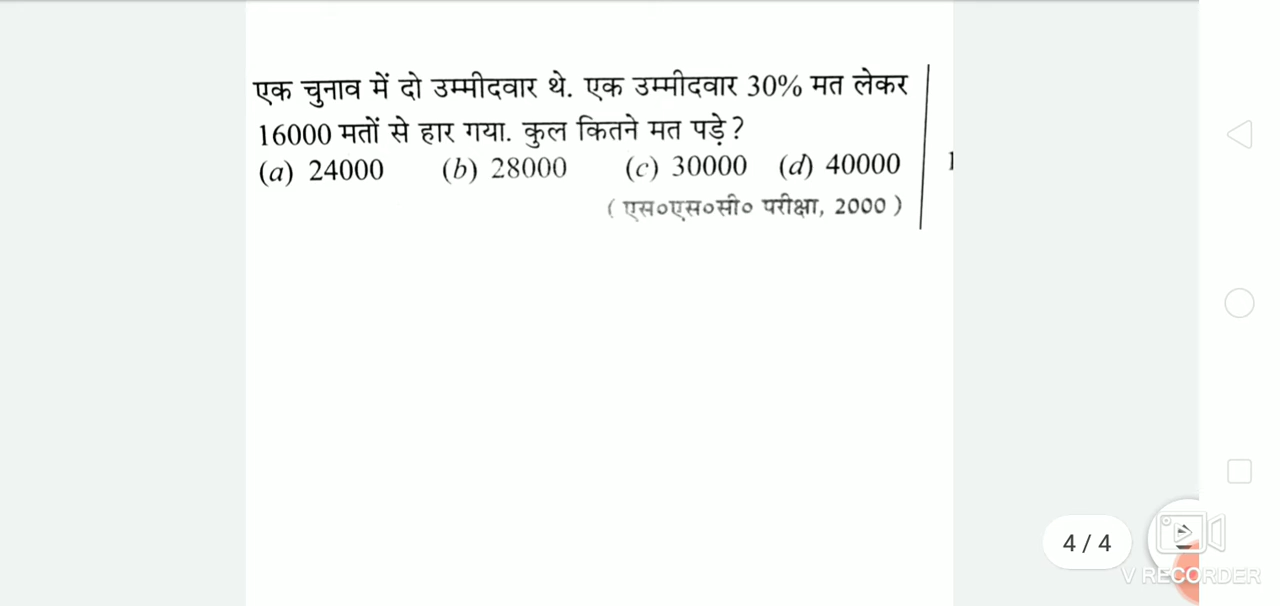 एक चुनाव में दो उम्मीदवार थे. एक उम्मीदवार 30% मत लेकर
16000 मतों से हार गया. कुल कितने मत पड़े?
(a) 24000 (b) 28000 (c) 30000 (d) 40000
( एस०एस०सी० परीक्षा, 2000 )
4 / 4
V RECORDER